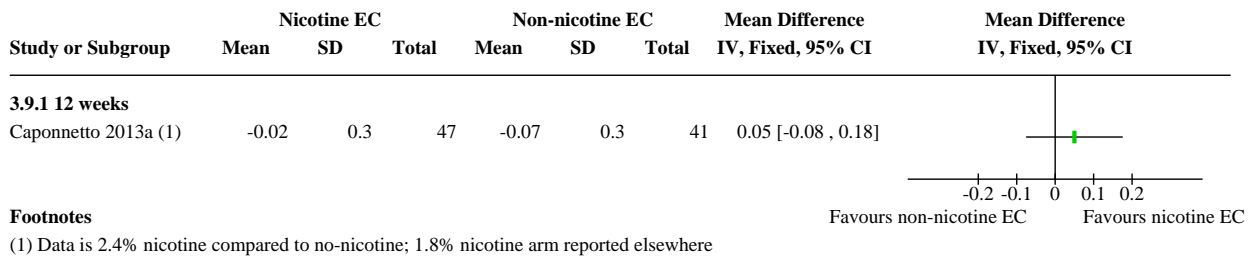 Nicotine EC Non-nicotine EC Mean Difference Mean Difference
Study or Subgroup Mean SD Total Mean SD Total IV, Fixed, 95% CI IV, Fixed, 95% CI
3.9.1 12 weeks
Caponnetto 2013a (1) -0.02 0.3 47 -0.07 0.3 41 0.05 [-0.08 , 0.18]
-0.2 -0.1 0 0.1 0.2
Footnotes Favours non-nicotine EC Favours nicotine EC
(1) Data is 2.4% nicotine compared to no-nicotine; 1.8% nicotine arm reported elsewhere